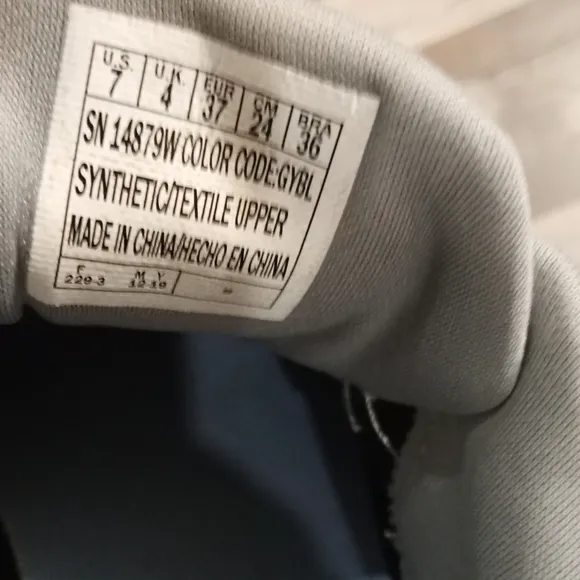 U.S. U.K. EUR CM BRA
7 4 37 24 36
SN 14879W COLOR CODE:GYBL
SYNTHETIC/TEXTILE UPPER
MADE IN CHINA/HECHO EN CHINA
F M Y
229-3 12-19